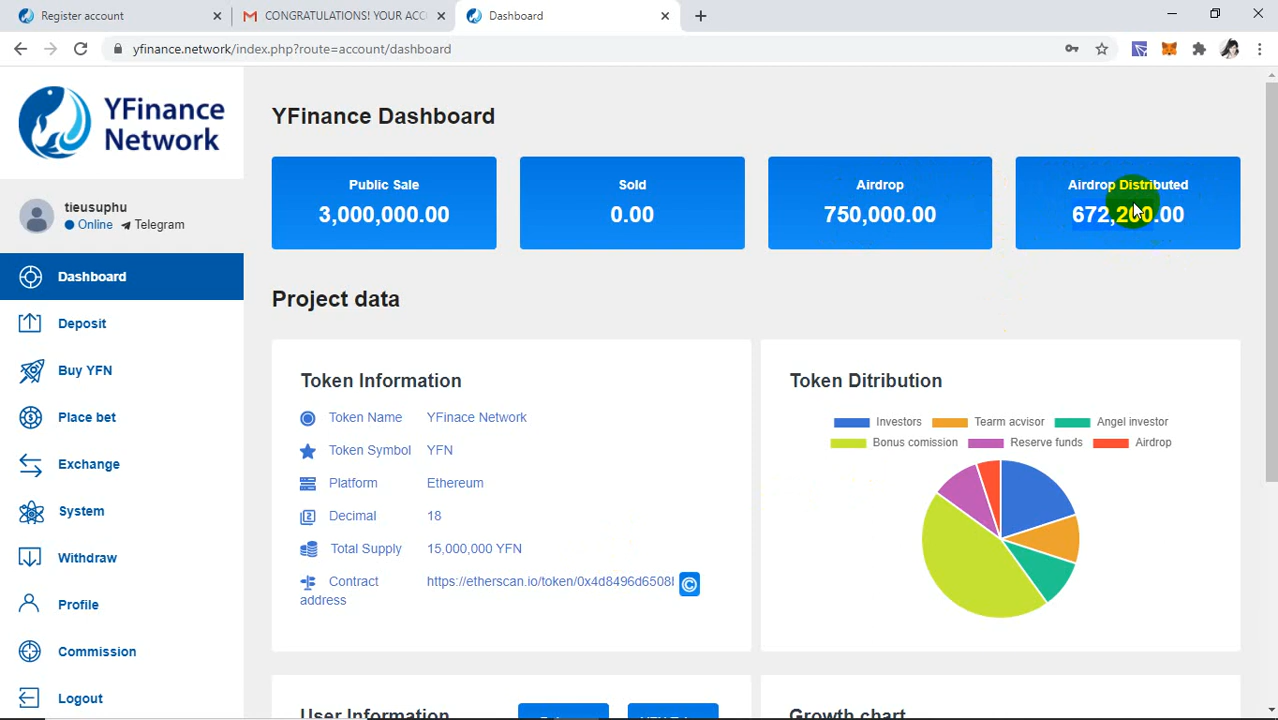 Register account
CONGRATULATIONS! YOUR ACC
Dashboard
yfinance.network/index.php?route=account/dashboard
YFinance
Network
tieusuphu
Online Telegram
Dashboard
Deposit
Buy YFN
Place bet
Exchange
System
Withdraw
Profile
Commission
Logout
YFinance Dashboard
Public Sale
3,000,000.00
Sold
0.00
Airdrop
750,000.00
Airdrop Distributed
672,200.00
Project data
Token Information
Token Name YFinace Network
Token Symbol YFN
Platform Ethereum
Decimal 18
Total Supply 15,000,000 YFN
Contract address https://etherscan.io/token/0x4d8496d6508
Token Ditribution
Investors Tearm acvisor Angel investor
Bonus comission Reserve funds Airdrop
User Information
Growth chart